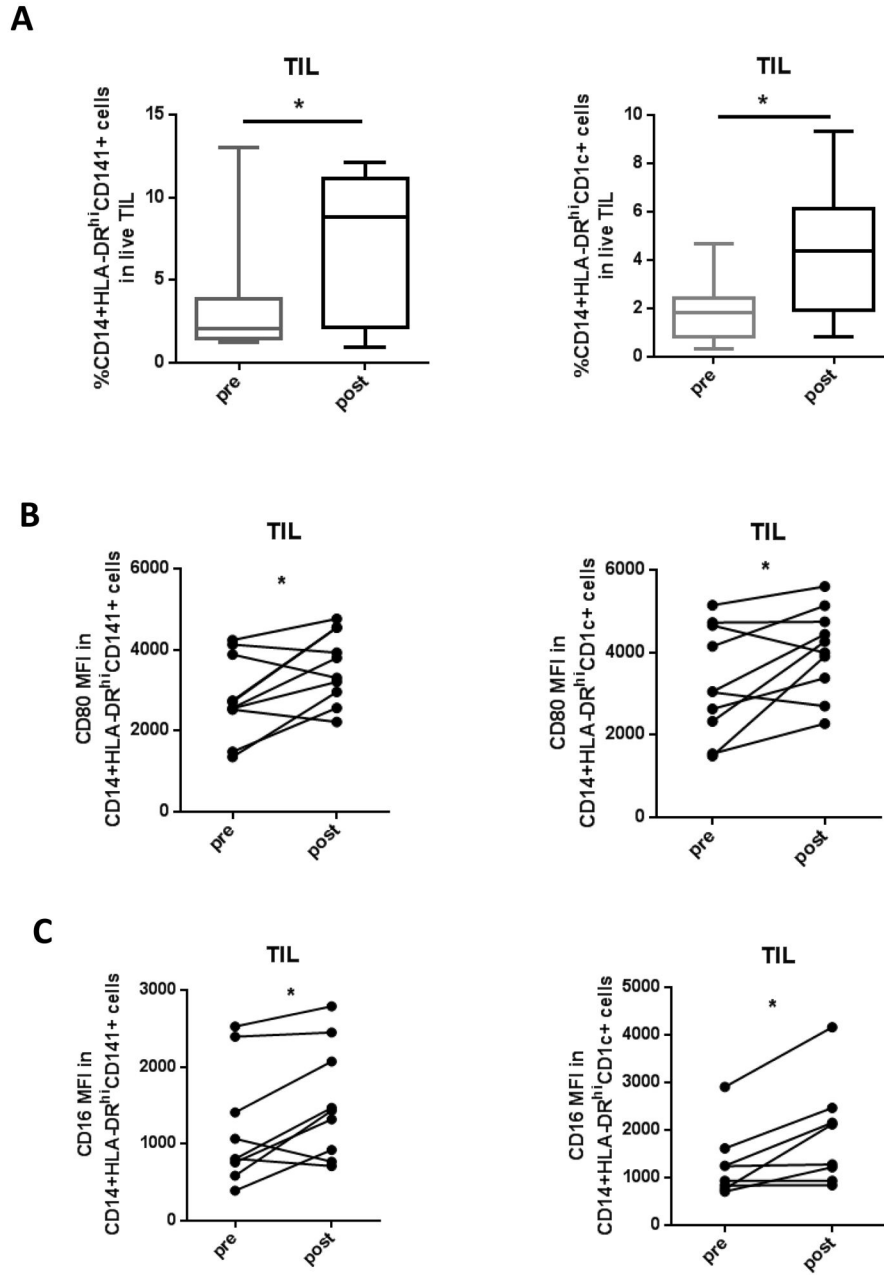 A
TIL
*
%CD14+HLA-DRhiCD141+ cells
in live TIL
15
10
5
0
pre
post
TIL
*
%CD14+HLA-DRhiCD1c+ cells
in live TIL
10
8
6
4
2
0
pre
post
B
TIL
*
CD80 MFI in
CD14+HLA-DRhiCD141+ cells
6000
4000
2000
0
pre
post
TIL
*
CD80 MFI in
CD14+HLA-DRhiCD1c+ cells
6000
4000
2000
0
pre
post
C
TIL
*
CD16 MFI in
CD14+HLA-DRhiCD141+ cells
3000
2000
1000
0
pre
post
TIL
*
CD16 MFI in
CD14+HLA-DRhiCD1c+ cells
5000
4000
3000
2000
1000
0
pre
post